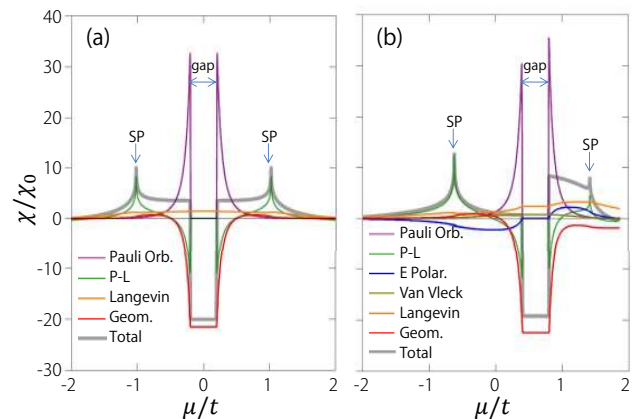 (a)
gap
SP
SP
Pauli Orb.
P-L
Langevin
Geom.
Total
(b)
gap
SP
SP
Pauli Orb.
P-L
E Polar.
Van Vleck
Langevin
Geom.
Total
χ/χ₀
40
30
20
10
0
-10
-20
-30
-2
-1
0
1
2
-2
-1
0
1
2
μ/t
μ/t